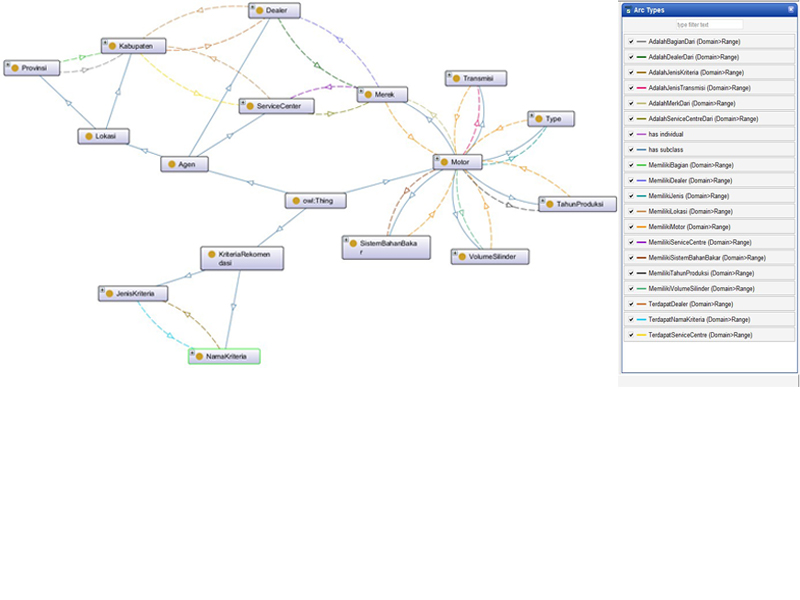 Dealer
Kabupaten
Provinsi
Transmisi
Merek
ServiceCenter
Type
Lokasi
Agen
Motor
owl:Thing
TahunProduksi
SistemBahanBaka
r
VolumeSilinder
KriteriaRekomen
dasi
JenisKriteria
NamaKriteria
Arc Types
type filter text
AdalahBagianDari (Domain>Range)
AdalahDealerDari (Domain>Range)
AdalahJenisKriteria (Domain>Range)
AdalahJenisTransmisi (Domain>Range)
AdalahMerkDari (Domain>Range)
AdalahServiceCentreDari (Domain>Range)
has individual
has subclass
MemilikiBagian (Domain>Range)
MemilikiDealer (Domain>Range)
MemilikiJenis (Domain>Range)
MemilikiLokasi (Domain>Range)
MemilikiMotor (Domain>Range)
MemilikiServiceCentre (Domain>Range)
MemilikiSistemBahanBakar (Domain>Range)
MemilikiTahunProduksi (Domain>Range)
MemilikiVolumeSilinder (Domain>Range)
TerdapatDealer (Domain>Range)
TerdapatNamaKriteria (Domain>Range)
TerdapatServiceCentre (Domain>Range)